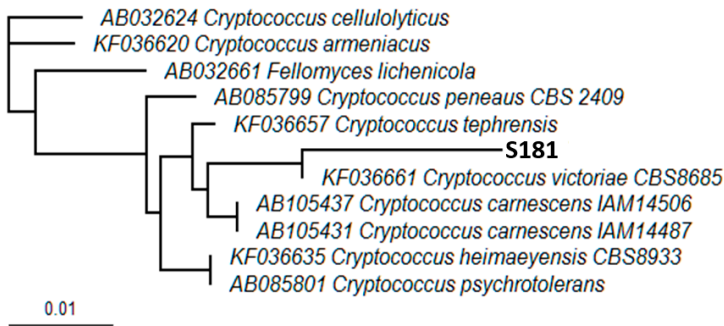 AB032624 Cryptococcus cellulolyticus
KF036620 Cryptococcus armeniacus
AB032661 Fellomyces lichenicola
AB085799 Cryptococcus peneaus CBS 2409
KF036657 Cryptococcus tephrensis
S181
KF036661 Cryptococcus victoriae CBS8685
AB105437 Cryptococcus carnescens IAM14506
AB105431 Cryptococcus carnescens IAM14487
KF036635 Cryptococcus heimaeyensis CBS8933
AB085801 Cryptococcus psychrotolerans
0.01